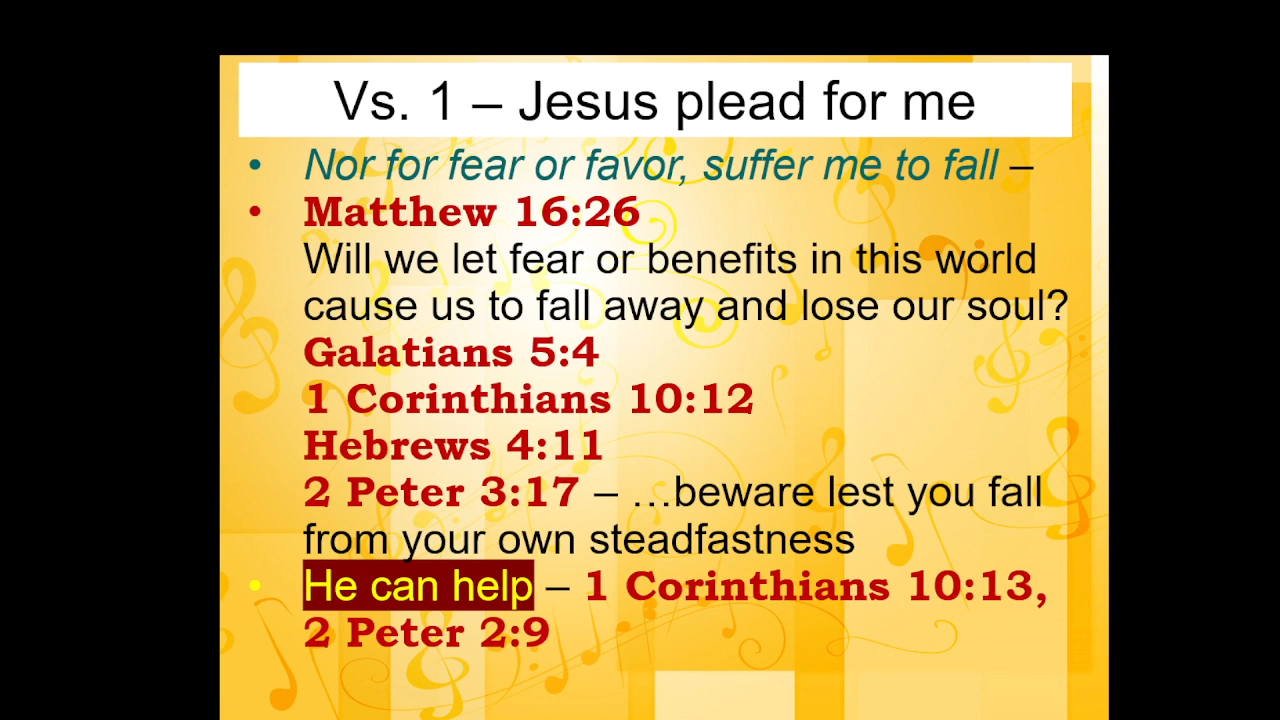 Vs. 1 – Jesus plead for me
• Nor for fear or favor, suffer me to fall –
• Matthew 16:26
Will we let fear or benefits in this world
cause us to fall away and lose our soul?
Galatians 5:4
1 Corinthians 10:12
Hebrews 4:11
2 Peter 3:17 – …beware lest you fall
from your own steadfastness
• He can help – 1 Corinthians 10:13,
2 Peter 2:9